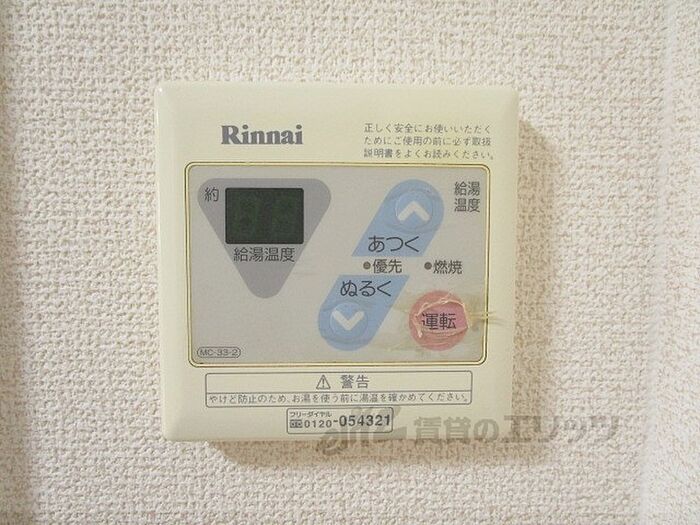 Rinnai
正しく安全にお使いいただく
ためにご使用の前に必ず取扱
説明書をよくお読みください。
約
給湯温度
給湯
温度
あつく
●優先 ●燃焼
ぬるく
運転
MC-33-2
⚠ 警告
やけど防止のため、お湯を使う前に湯温を確かめてください。
フリーダイヤル
0120-054321
賃貸のエリッツ